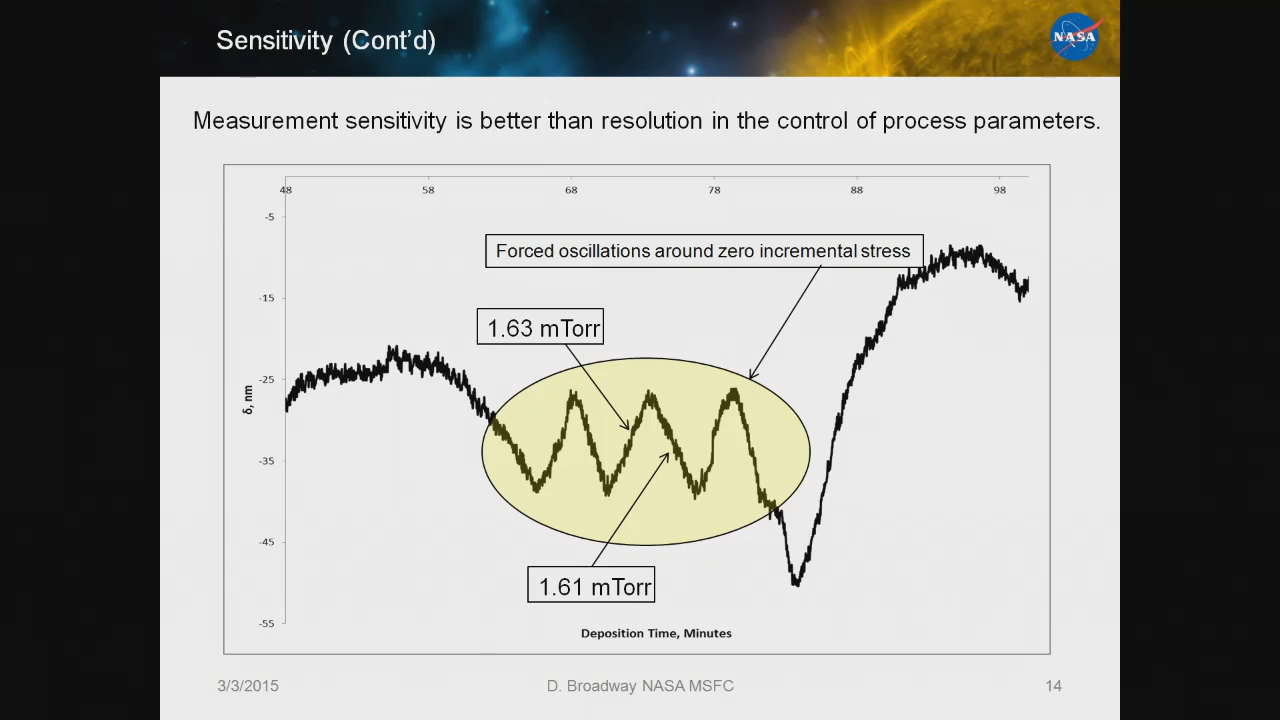 Sensitivity (Cont'd)
NASA
Measurement sensitivity is better than resolution in the control of process parameters.
48 58 68 78 88 98
-5
Forced oscillations around zero incremental stress
-15
1.63 mTorr
-25
δ, nm
-35
-45
1.61 mTorr
-55
Deposition Time, Minutes
3/3/2015 D. Broadway NASA MSFC 14